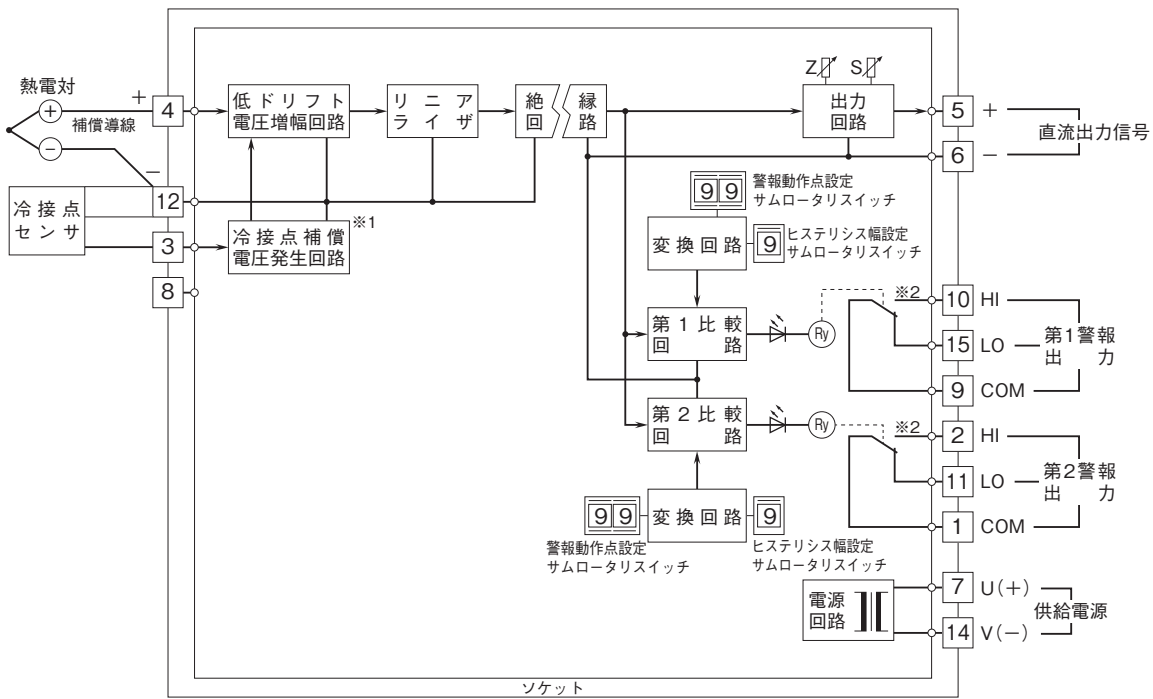 熱電対
+
+
補償導線
−
−
4
12
3
8
冷接点
センサ
低ドリフト
電圧増幅回路
リニア
ライザ
絶 縁
回 路
Z
S
出力
回路
5
+
6
−
直流出力信号
冷接点補償
電圧発生回路
※1
9 9
警報動作点設定
サムロータリスイッチ
変換回路
9
ヒステリシス幅設定
サムロータリスイッチ
第1比較
回 路
Ry
※2
10 HI
15 LO
9 COM
第1警報
出 力
第2比較
回 路
Ry
※2
2 HI
11 LO
1 COM
第2警報
出 力
9 9
変換回路
9
警報動作点設定
サムロータリスイッチ
ヒステリシス幅設定
サムロータリスイッチ
電源
回路
7 U(+)
14 V(−)
供給電源
ソケット